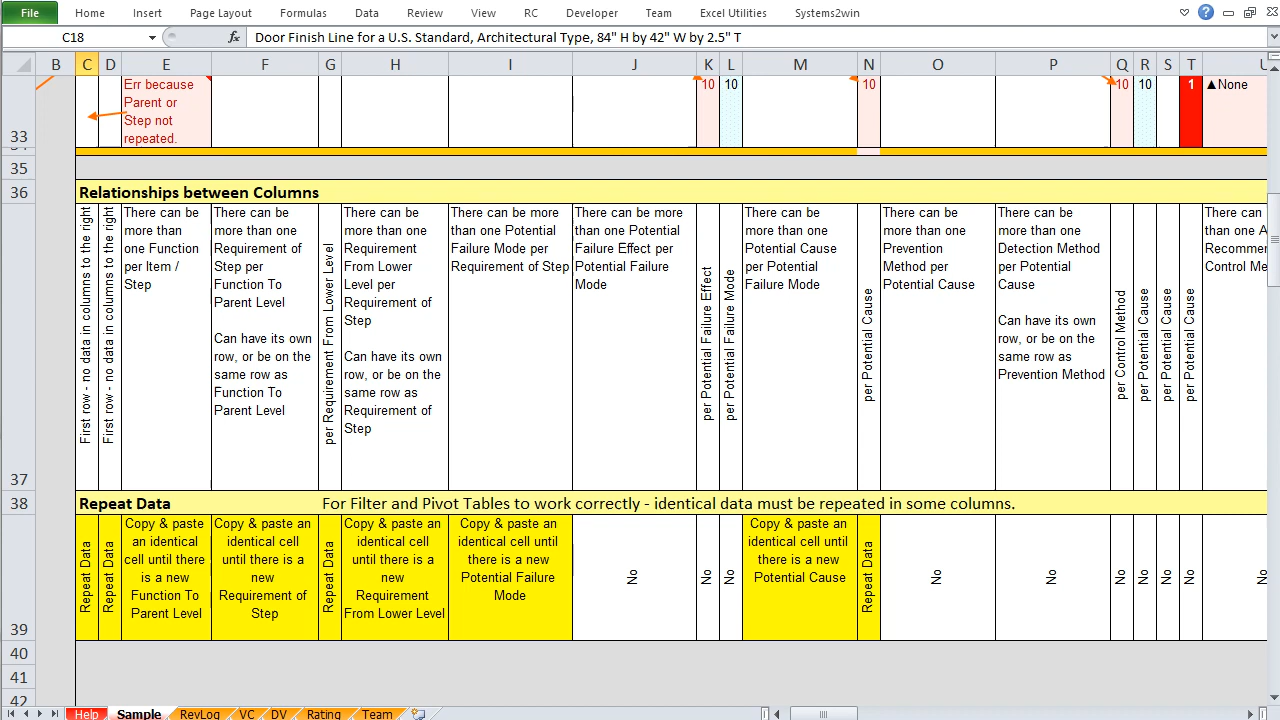 File Home Insert Page Layout Formulas Data Review View RC Developer Team Excel Utilities Systems2win
C18 fx Door Finish Line for a U.S. Standard, Architectural Type, 84" H by 42" W by 2.5" T
B C D E F G H I J K L M N O P Q R S T U
33
Err because
Parent or
Step not
repeated.
10
10
10
10
10
1
▲None
34
35
36 Relationships between Columns
37
First row - no data in columns to the right
First row - no data in columns to the right
There can be
more than
one Function
per Item /
Step
There can be
more than one
Requirement of
Step per
Function To
Parent Level
Can have its own
row, or be on the
same row as
Function To
Parent Level
per Requirement From Lower Level
There can be
more than one
Requirement
From Lower
Level per
Requirement of
Step
Can have its own
row, or be on the
same row as
Requirement of
Step
There can be more
than one Potential
Failure Mode per
Requirement of Step
There can be more
than one Potential
Failure Effect per
Potential Failure
Mode
per Potential Failure Effect
per Potential Failure Mode
There can be
more than one
Potential Cause
per Potential
Failure Mode
per Potential Cause
There can be
more than one
Prevention
Method per
Potential Cause
There can be
more than one
Detection Method
per Potential
Cause
Can have its own
row, or be on the
same row as
Prevention Method
per Control Method
per Potential Cause
per Potential Cause
per Potential Cause
There can
than one A
Recomme
Control Me
38 Repeat Data For Filter and Pivot Tables to work correctly - identical data must be repeated in some columns.
39
Repeat Data
Repeat Data
Copy & paste
an identical
cell until there
is a new
Function To
Parent Level
Copy & paste an
identical cell
until there is a
new
Requirement of
Step
Repeat Data
Copy & paste an
identical cell
until there is a
new
Requirement
From Lower Level
Copy & paste an
identical cell until
there is a new
Potential Failure
Mode
No
No
No
Copy & paste an
identical cell until
there is a new
Potential Cause
Repeat Data
No
No
No
No
No
No
40
41
42
Help Sample RevLog VC DV Rating Team